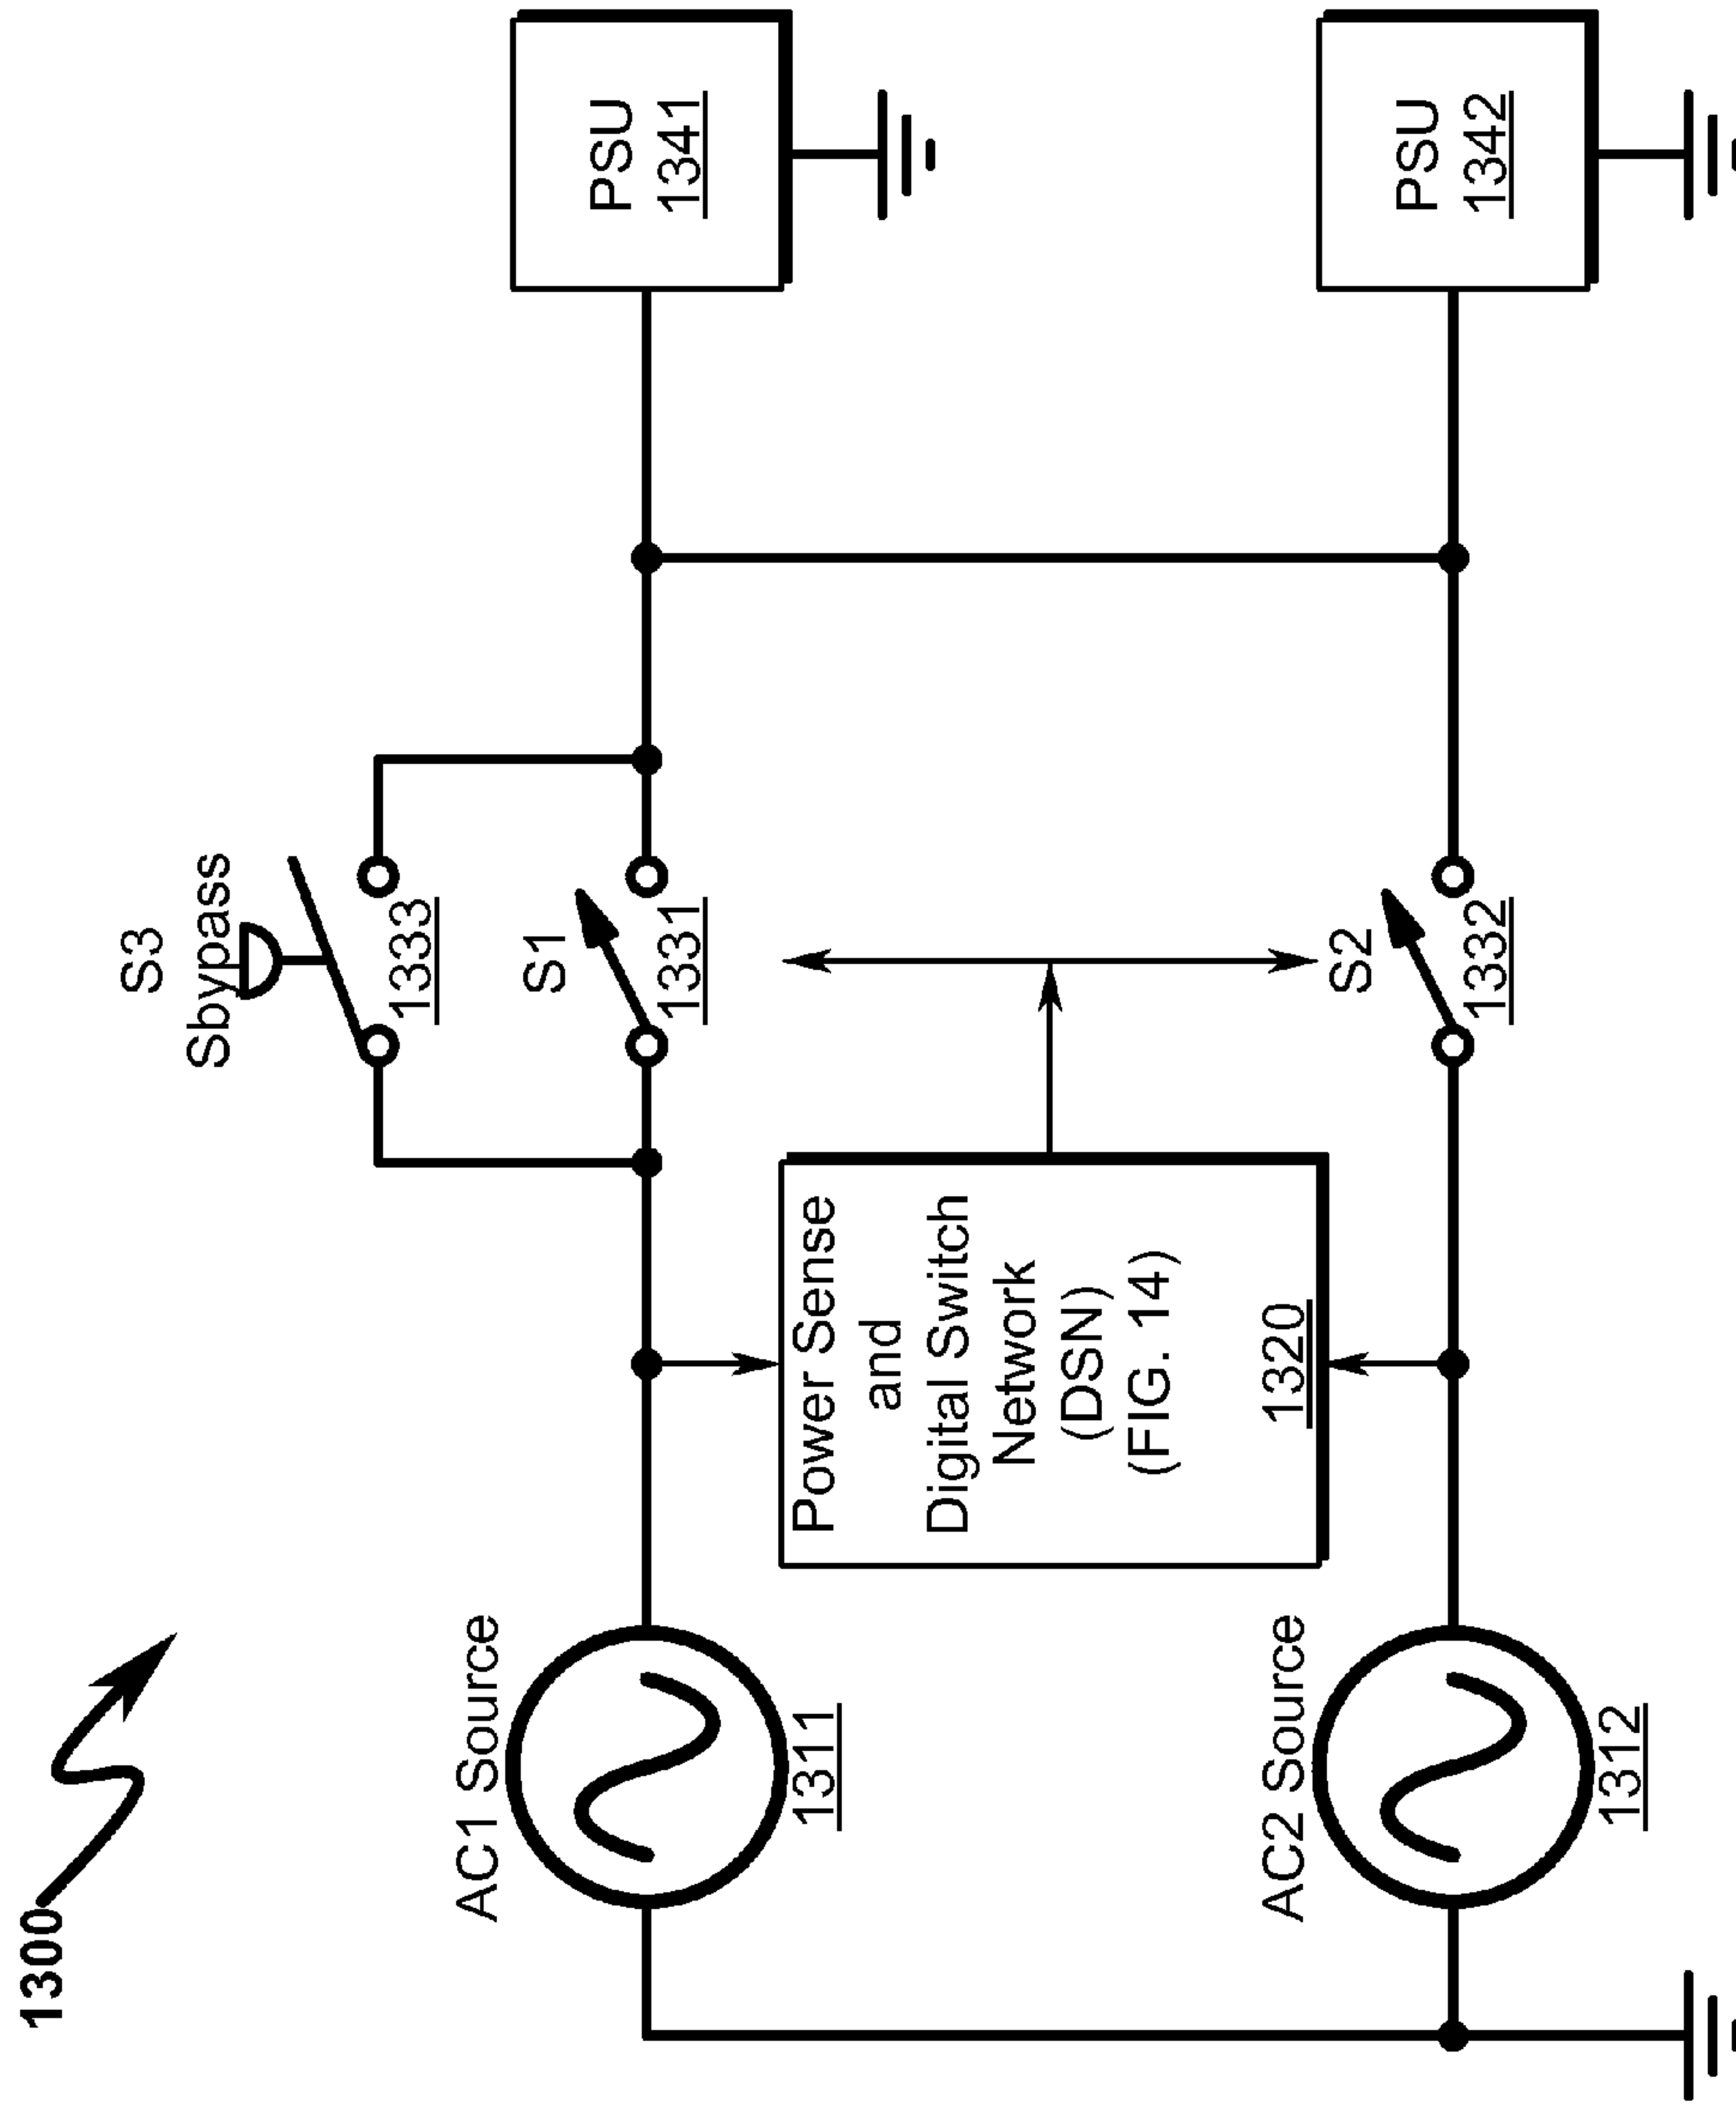 1300
S3
Sbypass
1333
AC1 Source
1311
S1
1331
PSU
1341
Power Sense
and
Digital Switch
Network
(DSN)
(FIG. 14)
1320
AC2 Source
1312
S2
1332
PSU
1342